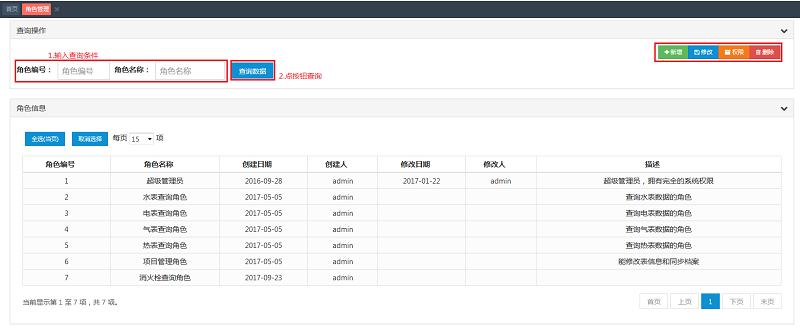 首页 角色管理
查询操作
1.输入查询条件
新增 修改 权限 删除
角色编号： 角色编号 角色名称： 角色名称 查询数据
2.点按钮查询
角色信息
全选(当页) 取消选择 每页 15 项
角色编号 角色名称 创建日期 创建人 修改日期 修改人 描述
1 超级管理员 2016-09-28 admin 2017-01-22 admin 超级管理员，拥有完全的系统权限
2 水表查询角色 2017-05-05 admin 查询水表数据的角色
3 电表查询角色 2017-05-05 admin 查询电表数据的角色
4 气表查询角色 2017-05-05 admin 查询气表数据的角色
5 热表查询角色 2017-05-05 admin 查询热表数据的角色
6 项目管理角色 2017-05-05 admin 能修改表信息和同步档案
7 消火栓查询角色 2017-09-23 admin
当前显示第 1 至 7 项，共 7 项。
首页 上页 1 下页 末页